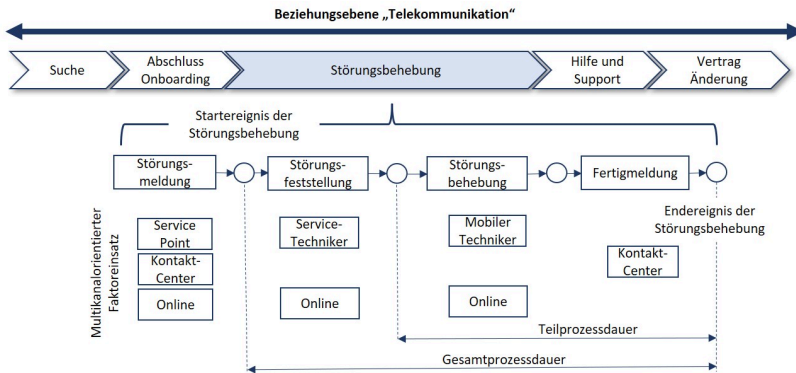 Beziehungsebene „Telekommunikation“
Suche
Abschluss
Onboarding
Störungsbehebung
Hilfe und
Support
Vertrag
Änderung
Startereignis der
Störungsbehebung
Störungs-
meldung
Störungs-
feststellung
Störungs-
behebung
Fertigmeldung
Endereignis der
Störungsbehebung
Multikanalorientierter
Faktoreinsatz
Service
Point
Kontakt-
Center
Online
Service-
Techniker
Online
Mobiler
Techniker
Online
Kontakt-
Center
Teilprozessdauer
Gesamtprozessdauer